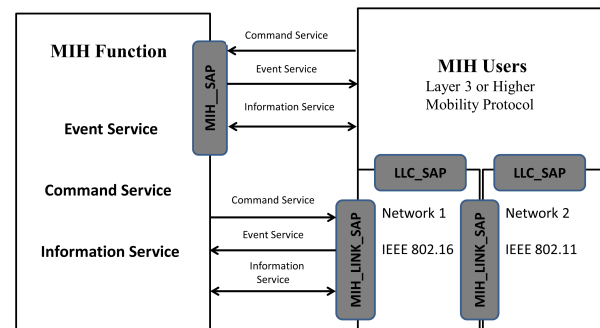 MIH Function
Event Service
Command Service
Information Service
MIH__SAP
Command Service
Event Service
Information Service
MIH Users
Layer 3 or Higher
Mobility Protocol
LLC_SAP
LLC_SAP
Command Service
Event Service
Information
Service
MIH_LINK_SAP
Network 1
IEEE 802.16
MIH_LINK_SAP
Network 2
IEEE 802.11